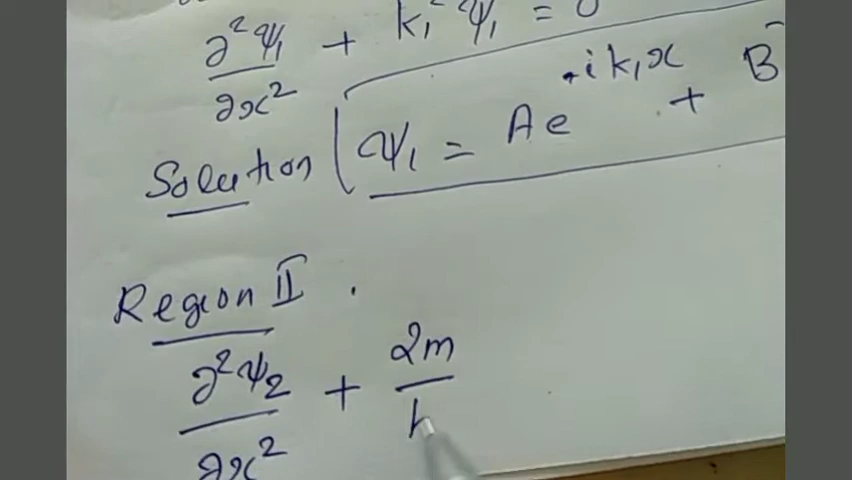 ∂²ψ₁/∂x² + k₁²ψ₁ = 0
Solution ψ₁ = Ae^{ik₁x} + B
Region II .
∂²ψ₂/∂x² + 2m/h